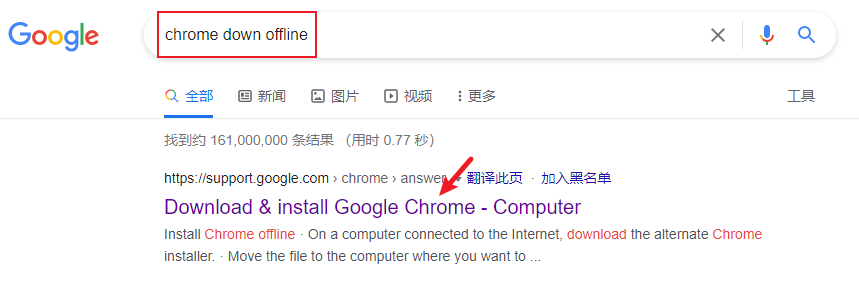 Google
chrome down offline
全部 新闻 图片 视频 更多 工具
找到约 161,000,000 条结果 （用时 0.77 秒）
https://support.google.com › chrome › answer 翻译此页 · 加入黑名单
Download & install Google Chrome - Computer
Install Chrome offline · On a computer connected to the Internet, download the alternate Chrome
installer. · Move the file to the computer where you want to ...